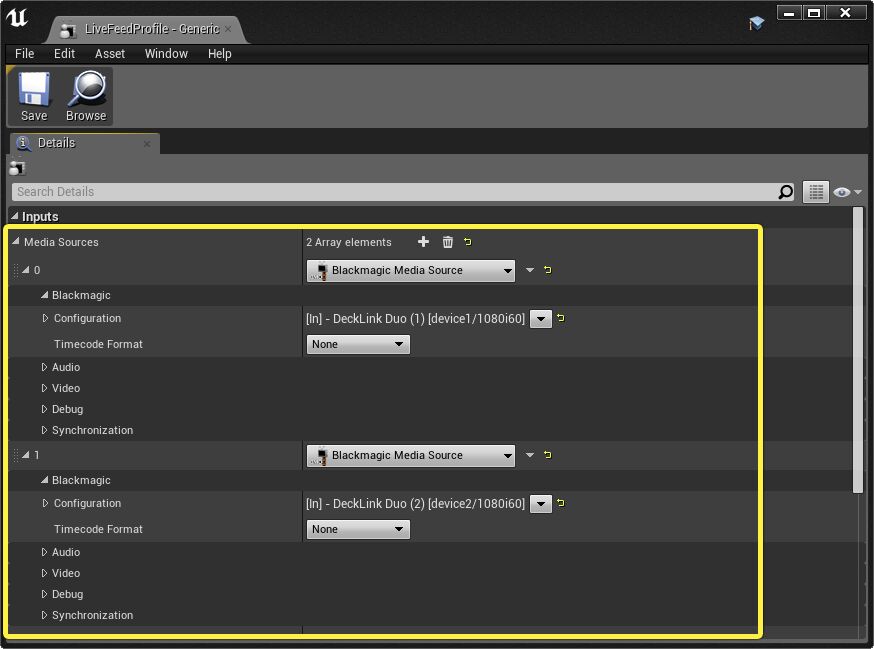 LiveFeedProfile - Generic
File Edit Asset Window Help
Save Browse
Details
Search Details
Inputs
Media Sources 2 Array elements
0 Blackmagic Media Source
Blackmagic
Configuration [In] - DeckLink Duo (1) [device1/1080i60]
Timecode Format None
Audio
Video
Debug
Synchronization
1 Blackmagic Media Source
Blackmagic
Configuration [In] - DeckLink Duo (2) [device2/1080i60]
Timecode Format None
Audio
Video
Debug
Synchronization